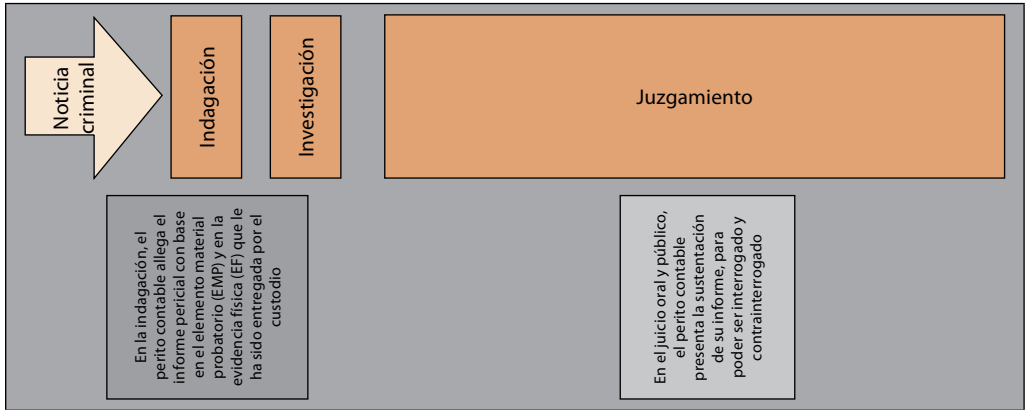 Noticia
criminal
Indagación
Investigación
Juzgamiento
En la indagación, el
perito contable allega el
informe pericial con base
en el elemento material
probatorio (EMP) y en la
evidencia física (EF) que le
ha sido entregada por el
custodio
En el juicio oral y público,
el perito contable
presenta la sustentación
de su informe, para
poder ser interrogado y
contrainterrogado